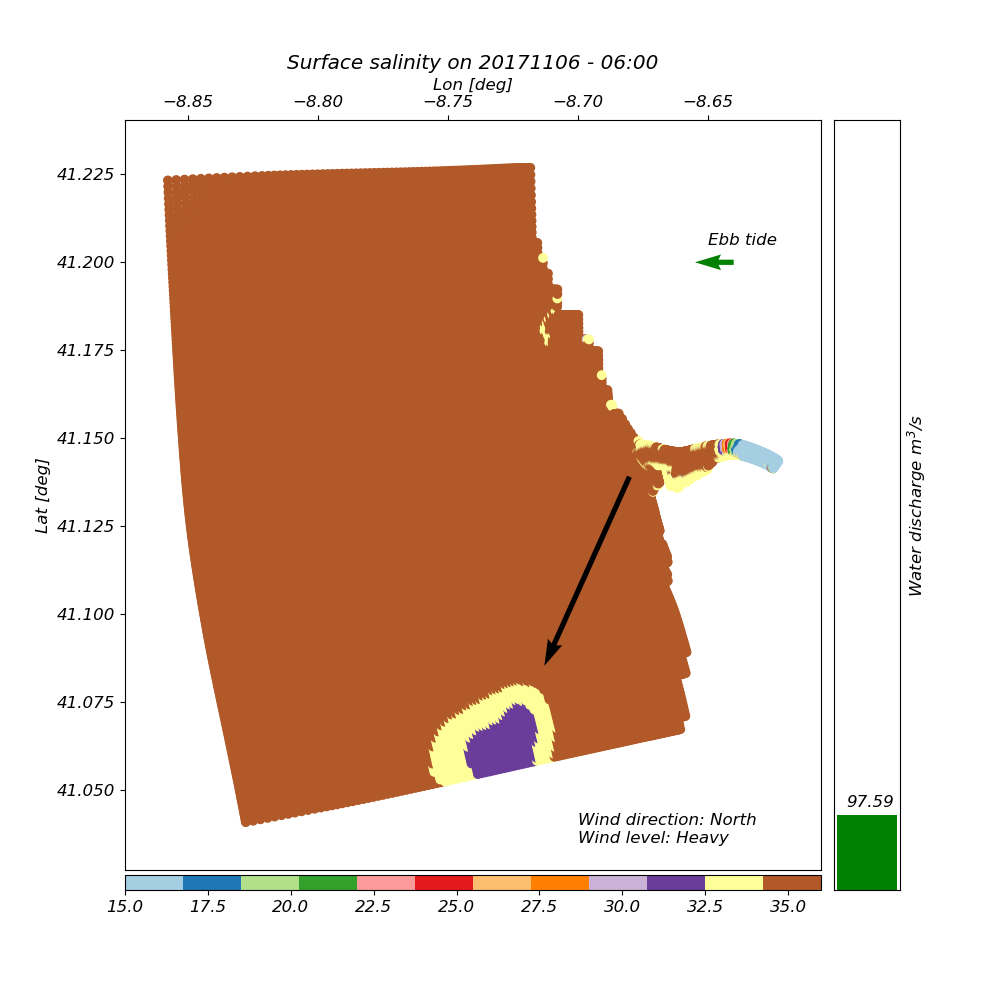 Surface salinity on 20171106 - 06:00
Lon [deg]
−8.85 −8.80 −8.75 −8.70 −8.65
41.225
41.200
41.175
41.150
41.125
41.100
41.075
41.050
Lat [deg]
Ebb tide
Water discharge m³/s
97.59
Wind direction: North
Wind level: Heavy
15.0 17.5 20.0 22.5 25.0 27.5 30.0 32.5 35.0